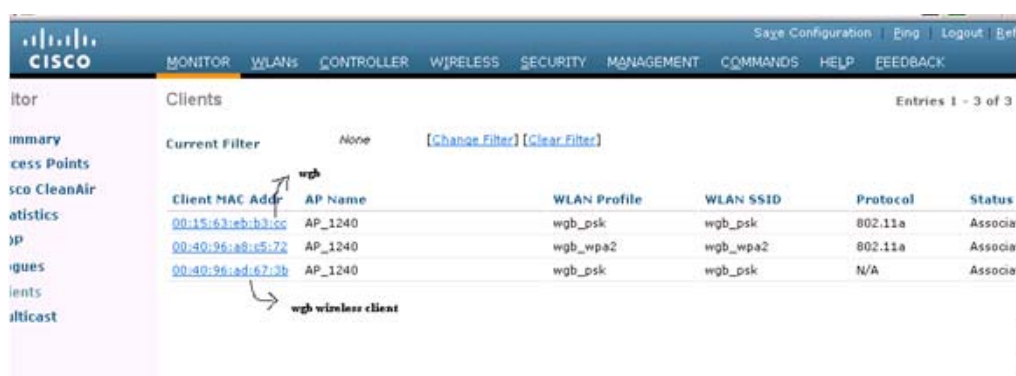 Save Configuration | Ping | Logout | Ref
CISCO
MONITOR WLANs CONTROLLER WIRELESS SECURITY MANAGEMENT COMMANDS HELP FEEDBACK
itor
Clients
Entries 1 - 3 of 3
Current Filter None [Change Filter] [Clear Filter]
wgb
Client MAC Addr AP Name WLAN Profile WLAN SSID Protocol Status
00:15:63:eb:b3:cc AP_1240 wgb_psk wgb_psk 802.11a Associa
00:40:96:a8:c5:72 AP_1240 wgb_wpa2 wgb_wpa2 802.11a Associa
00:40:96:ad:67:3b AP_1240 wgb_psk wgb_psk N/A Associa
wgb wireless client
mmary
cess Points
sco CleanAir
atistics
DP
gues
ients
ulticast